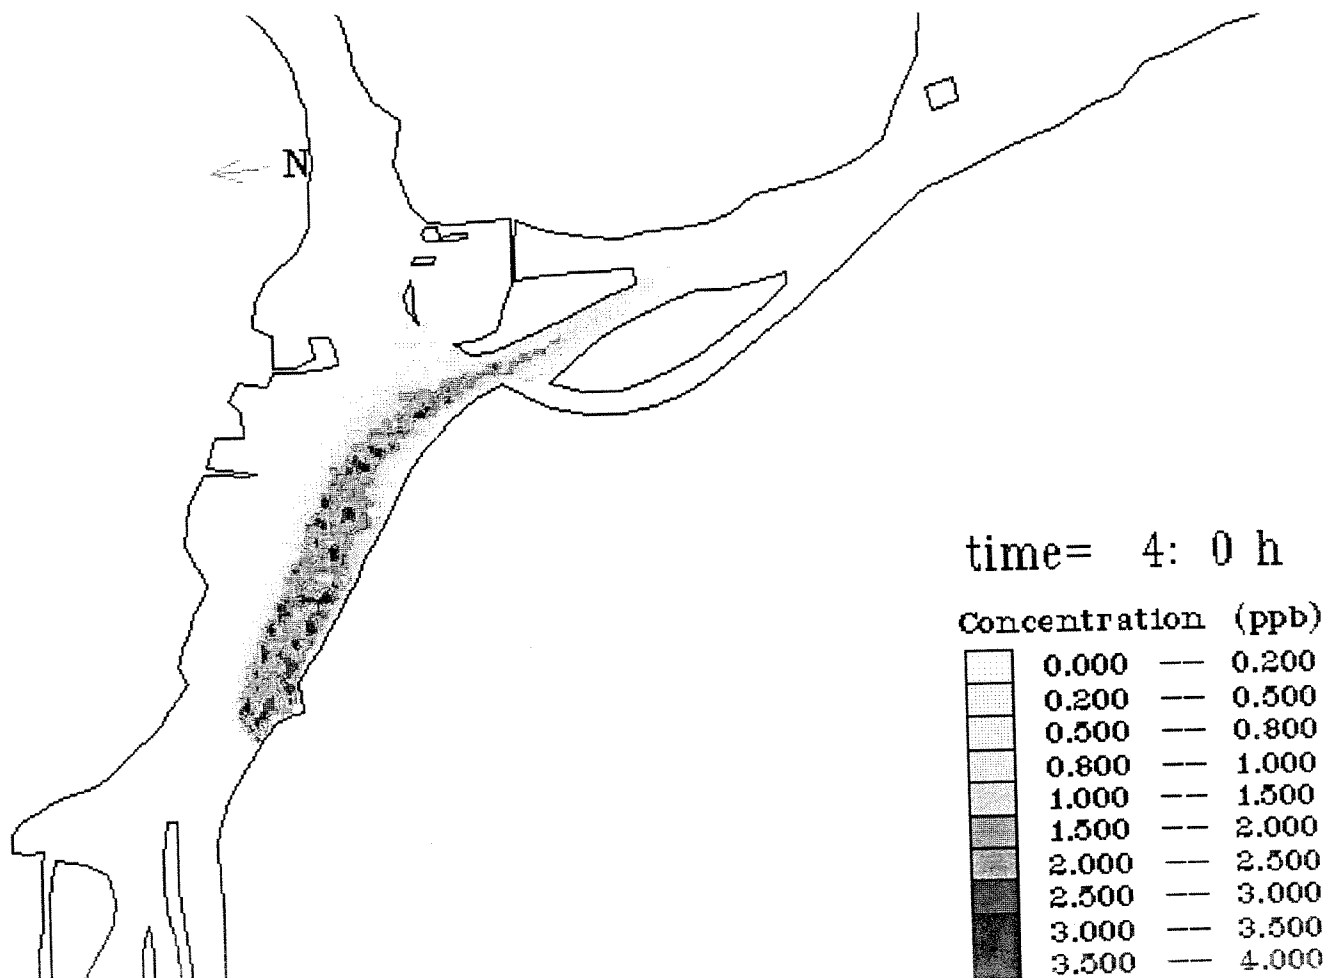 N
time= 4: 0 h
Concentration (ppb)
0.000 — 0.200
0.200 — 0.500
0.500 — 0.800
0.800 — 1.000
1.000 — 1.500
1.500 — 2.000
2.000 — 2.500
2.500 — 3.000
3.000 — 3.500
3.500 — 4.000